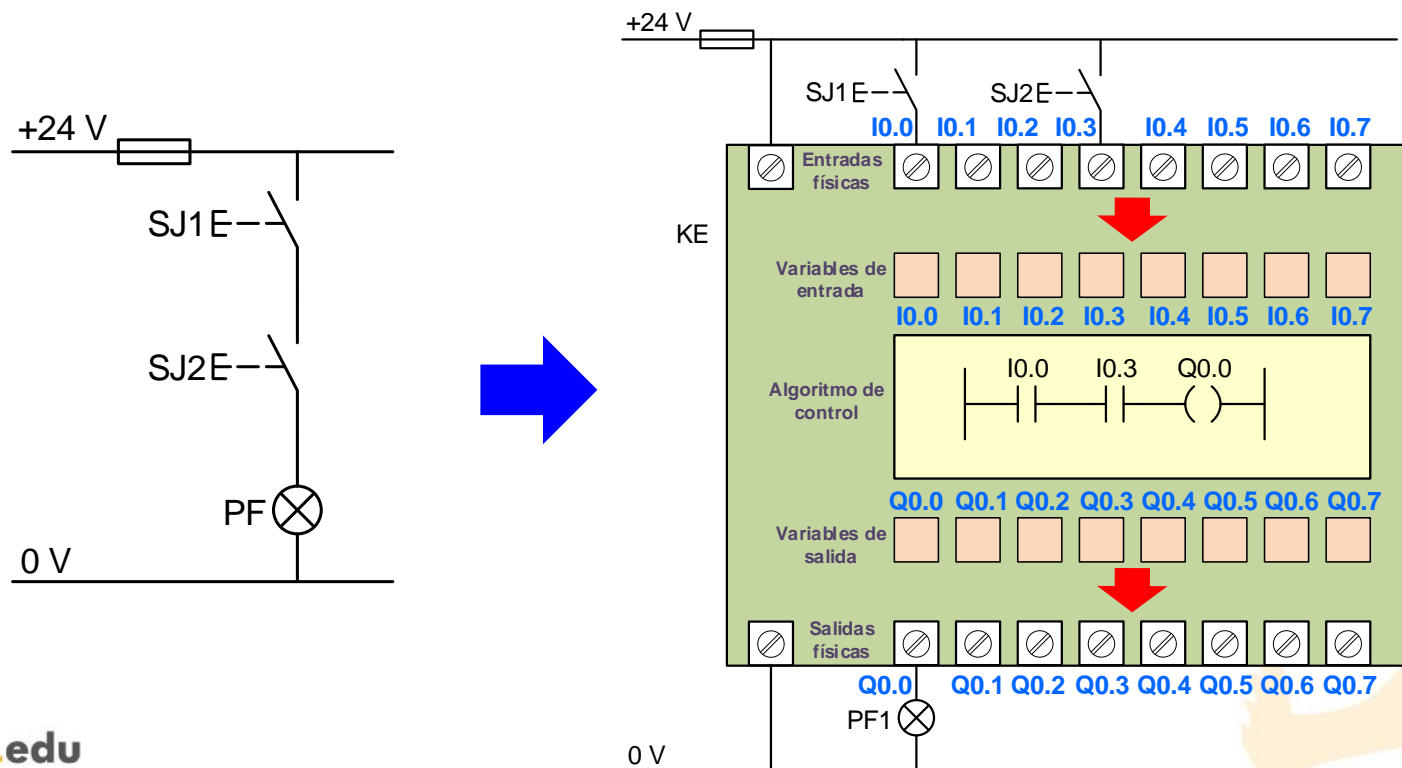 +24 V
SJ1
SJ2
PF
0 V
+24 V
SJ1
SJ2
I0.0 I0.1 I0.2 I0.3 I0.4 I0.5 I0.6 I0.7
Entradas
físicas
KE
Variables de
entrada
I0.0 I0.1 I0.2 I0.3 I0.4 I0.5 I0.6 I0.7
Algoritmo de
control
I0.0 I0.3 Q0.0
Q0.0 Q0.1 Q0.2 Q0.3 Q0.4 Q0.5 Q0.6 Q0.7
Variables de
salida
Salidas
físicas
Q0.0 Q0.1 Q0.2 Q0.3 Q0.4 Q0.5 Q0.6 Q0.7
PF1
0 V
.edu